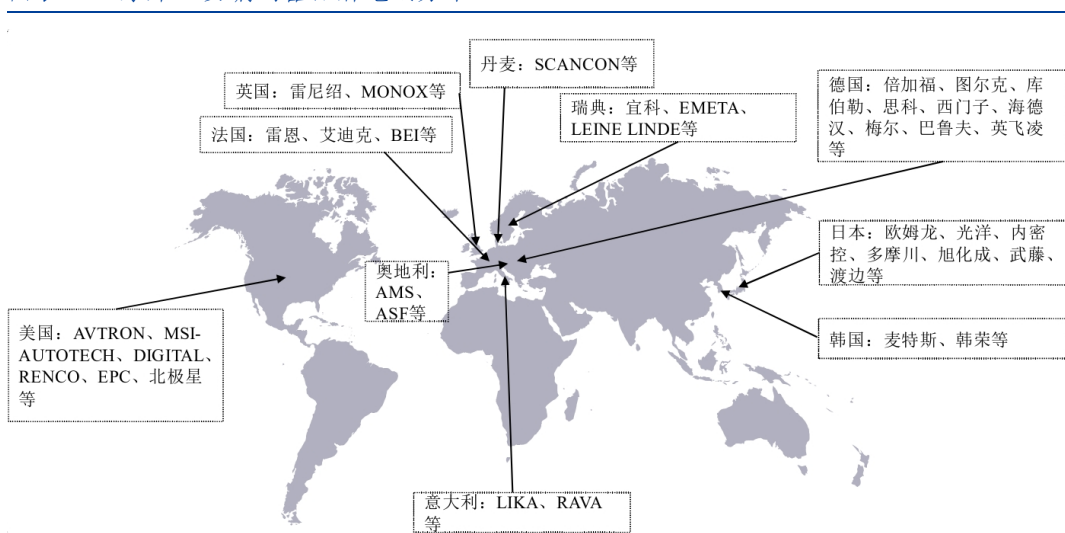 丹麦：SCANCON等
英国：雷尼绍、MONOX等
法国：雷恩、艾迪克、BEI等
瑞典：宜科、EMETA、
LEINE LINDE等
德国：倍加福、图尔克、库
伯勒、思科、西门子、海德
汉、梅尔、巴鲁夫、英飞凌
等
日本：欧姆龙、光洋、内密
控、多摩川、旭化成、武藤、
渡边等
奥地利：
AMS、
ASF等
美国：AVTRON、MSI-
AUTOTECH、DIGITAL、
RENCO、EPC、北极星
等
韩国：麦特斯、韩荣等
意大利：LIKA、RAVA
等